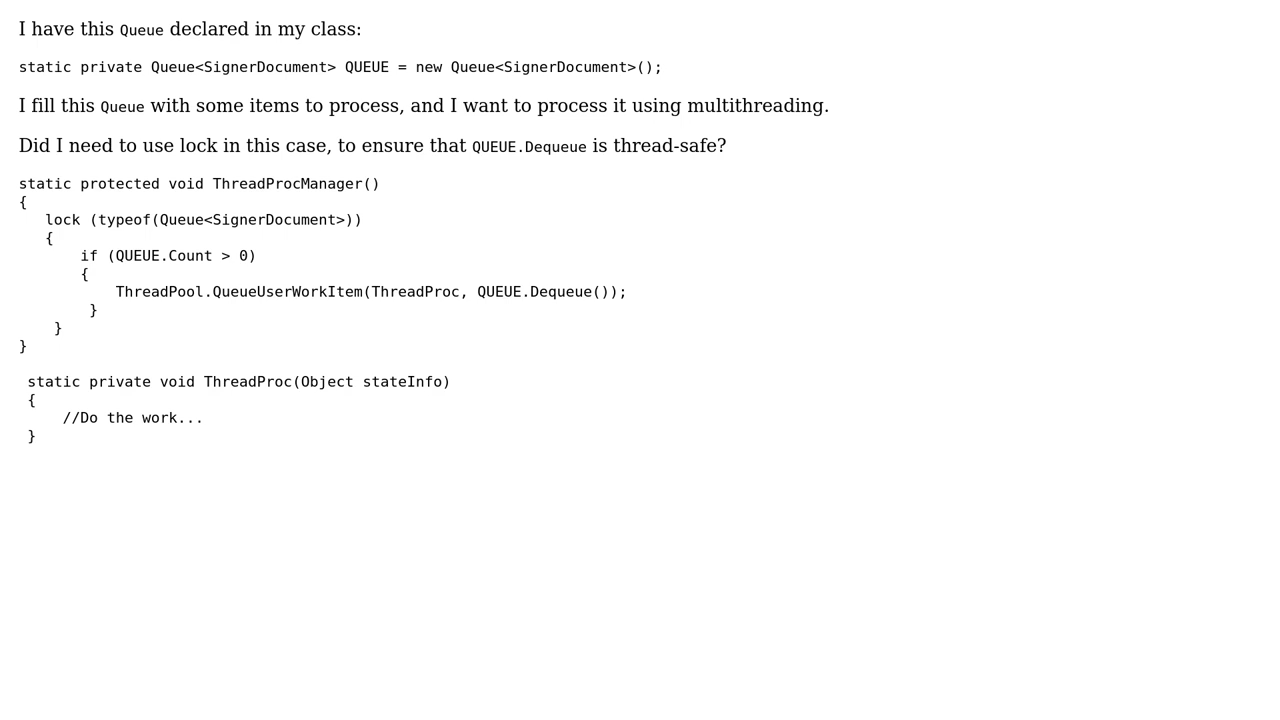 I have this Queue declared in my class:
static private Queue<SignerDocument> QUEUE = new Queue<SignerDocument>();
I fill this Queue with some items to process, and I want to process it using multithreading.
Did I need to use lock in this case, to ensure that QUEUE.Dequeue is thread-safe?
static protected void ThreadProcManager()
{
   lock (typeof(Queue<SignerDocument>))
   {
       if (QUEUE.Count > 0)
       {
           ThreadPool.QueueUserWorkItem(ThreadProc, QUEUE.Dequeue());
        }
    }
}
 static private void ThreadProc(Object stateInfo)
 {
     //Do the work...
 }